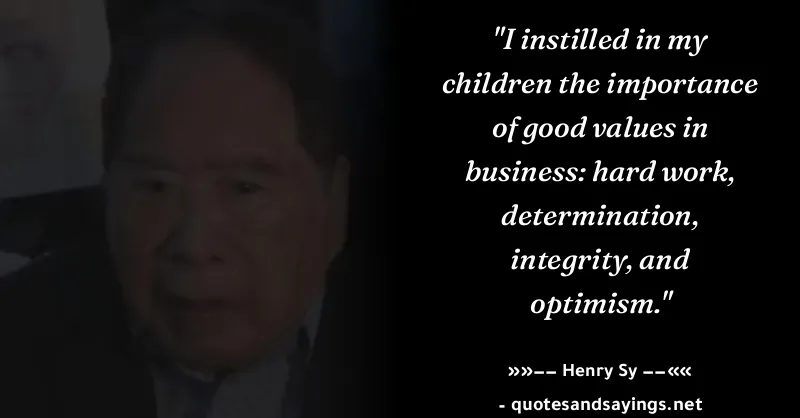 "I instilled in my
children the importance
of good values in
business: hard work,
determination,
integrity, and
optimism."
»»−− Henry Sy −−««
- quotesandsayings.net